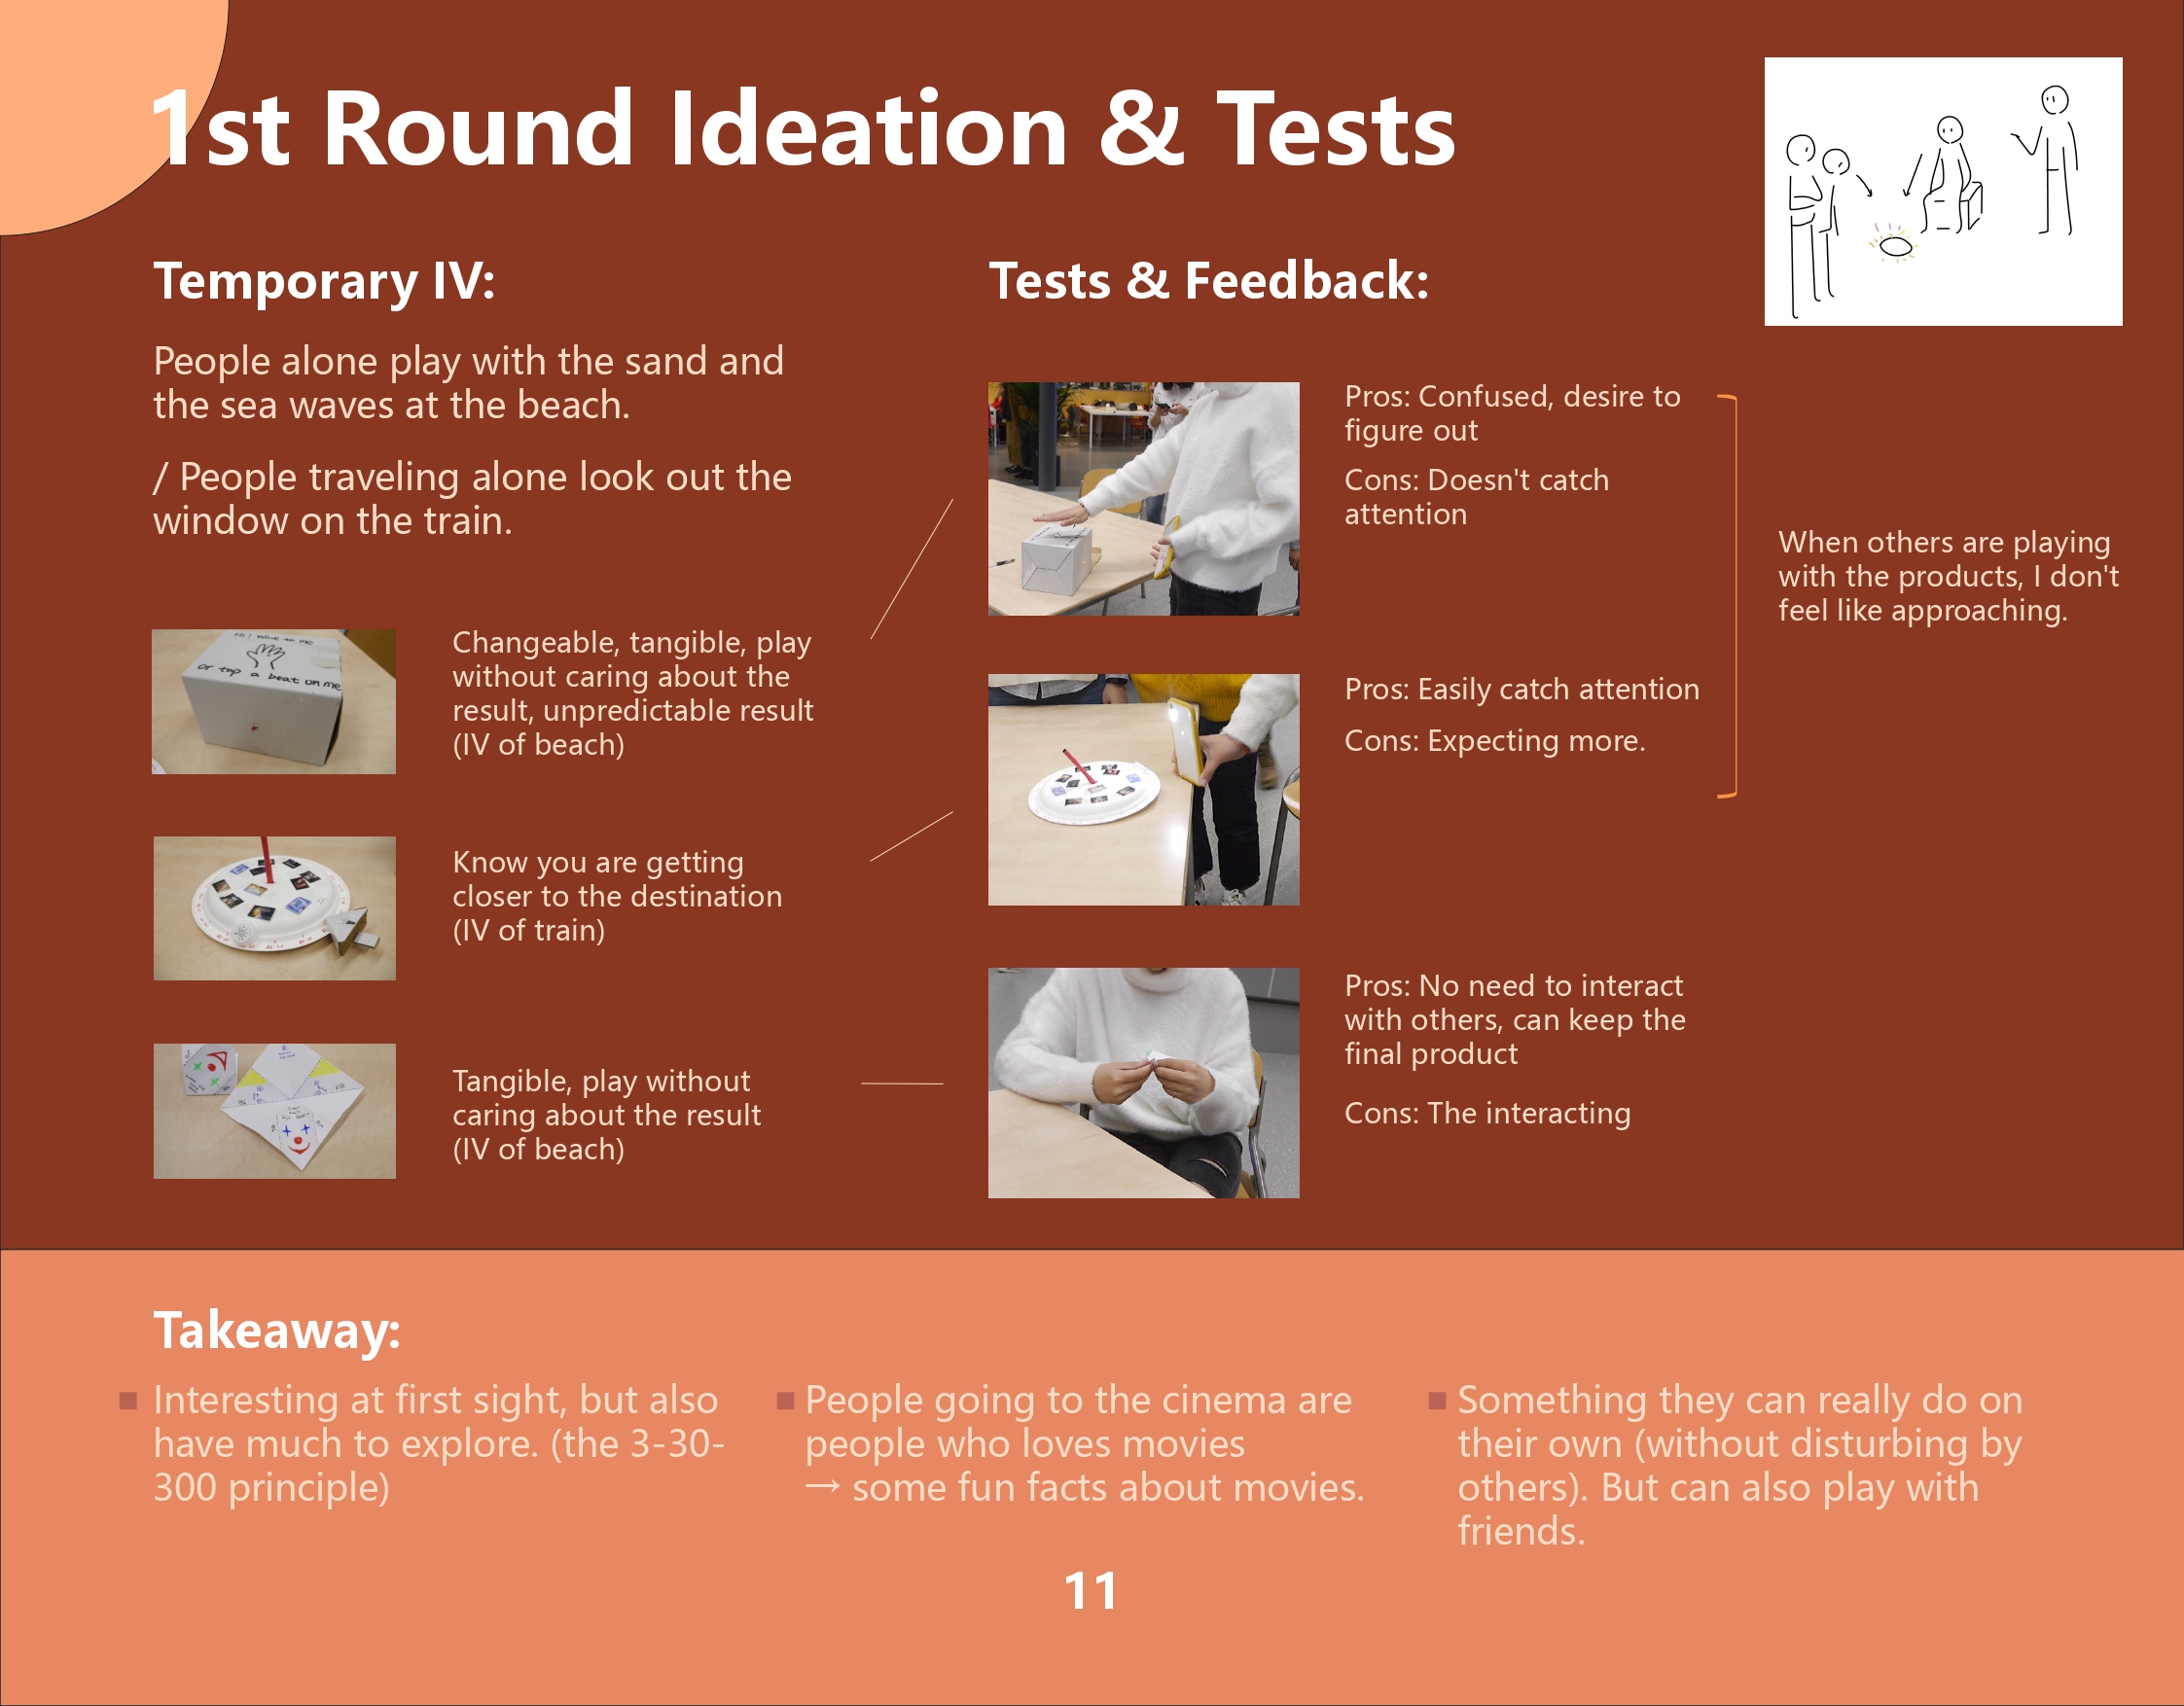 1st Round Ideation & Tests
Temporary IV:
People alone play with the sand and
the sea waves at the beach.
/ People traveling alone look out the
window on the train.
Hi! Wave to me
or tap a beat on me
Changeable, tangible, play
without caring about the
result, unpredictable result
(IV of beach)
Know you are getting
closer to the destination
(IV of train)
Tangible, play without
caring about the result
(IV of beach)
Tests & Feedback:
Pros: Confused, desire to
figure out
Cons: Doesn't catch
attention
Pros: Easily catch attention
Cons: Expecting more.
When others are playing
with the products, I don't
feel like approaching.
Pros: No need to interact
with others, can keep the
final product
Cons: The interacting
Takeaway:
Interesting at first sight, but also
have much to explore. (the 3-30-
300 principle)
People going to the cinema are
people who loves movies
→ some fun facts about movies.
Something they can really do on
their own (without disturbing by
others). But can also play with
friends.
11